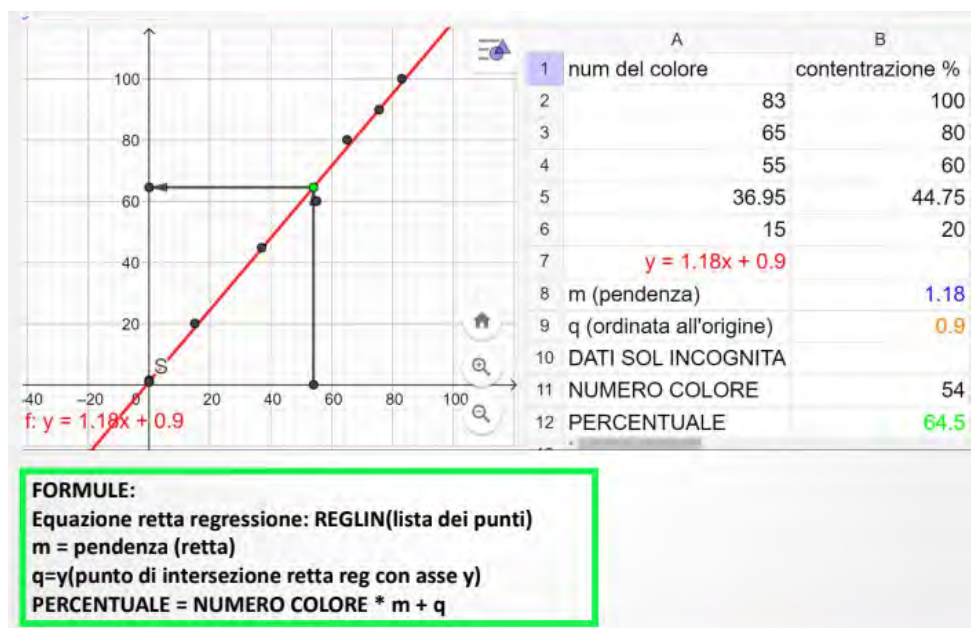 A B
1 num del colore contentrazione %
2 83 100
3 65 80
4 55 60
5 36.95 44.75
6 15 20
7 y = 1.18x + 0.9
8 m (pendenza) 1.18
9 q (ordinata all'origine) 0.9
10 DATI SOL INCOGNITA
11 NUMERO COLORE 54
12 PERCENTUALE 64.5
100
80
60
40
20
S
-40 -20 0 20 40 60 80 100
f: y = 1.18x + 0.9
FORMULE:
Equazione retta regressione: REGLIN(lista dei punti)
m = pendenza (retta)
q=y(punto di intersezione retta reg con asse y)
PERCENTUALE = NUMERO COLORE * m + q